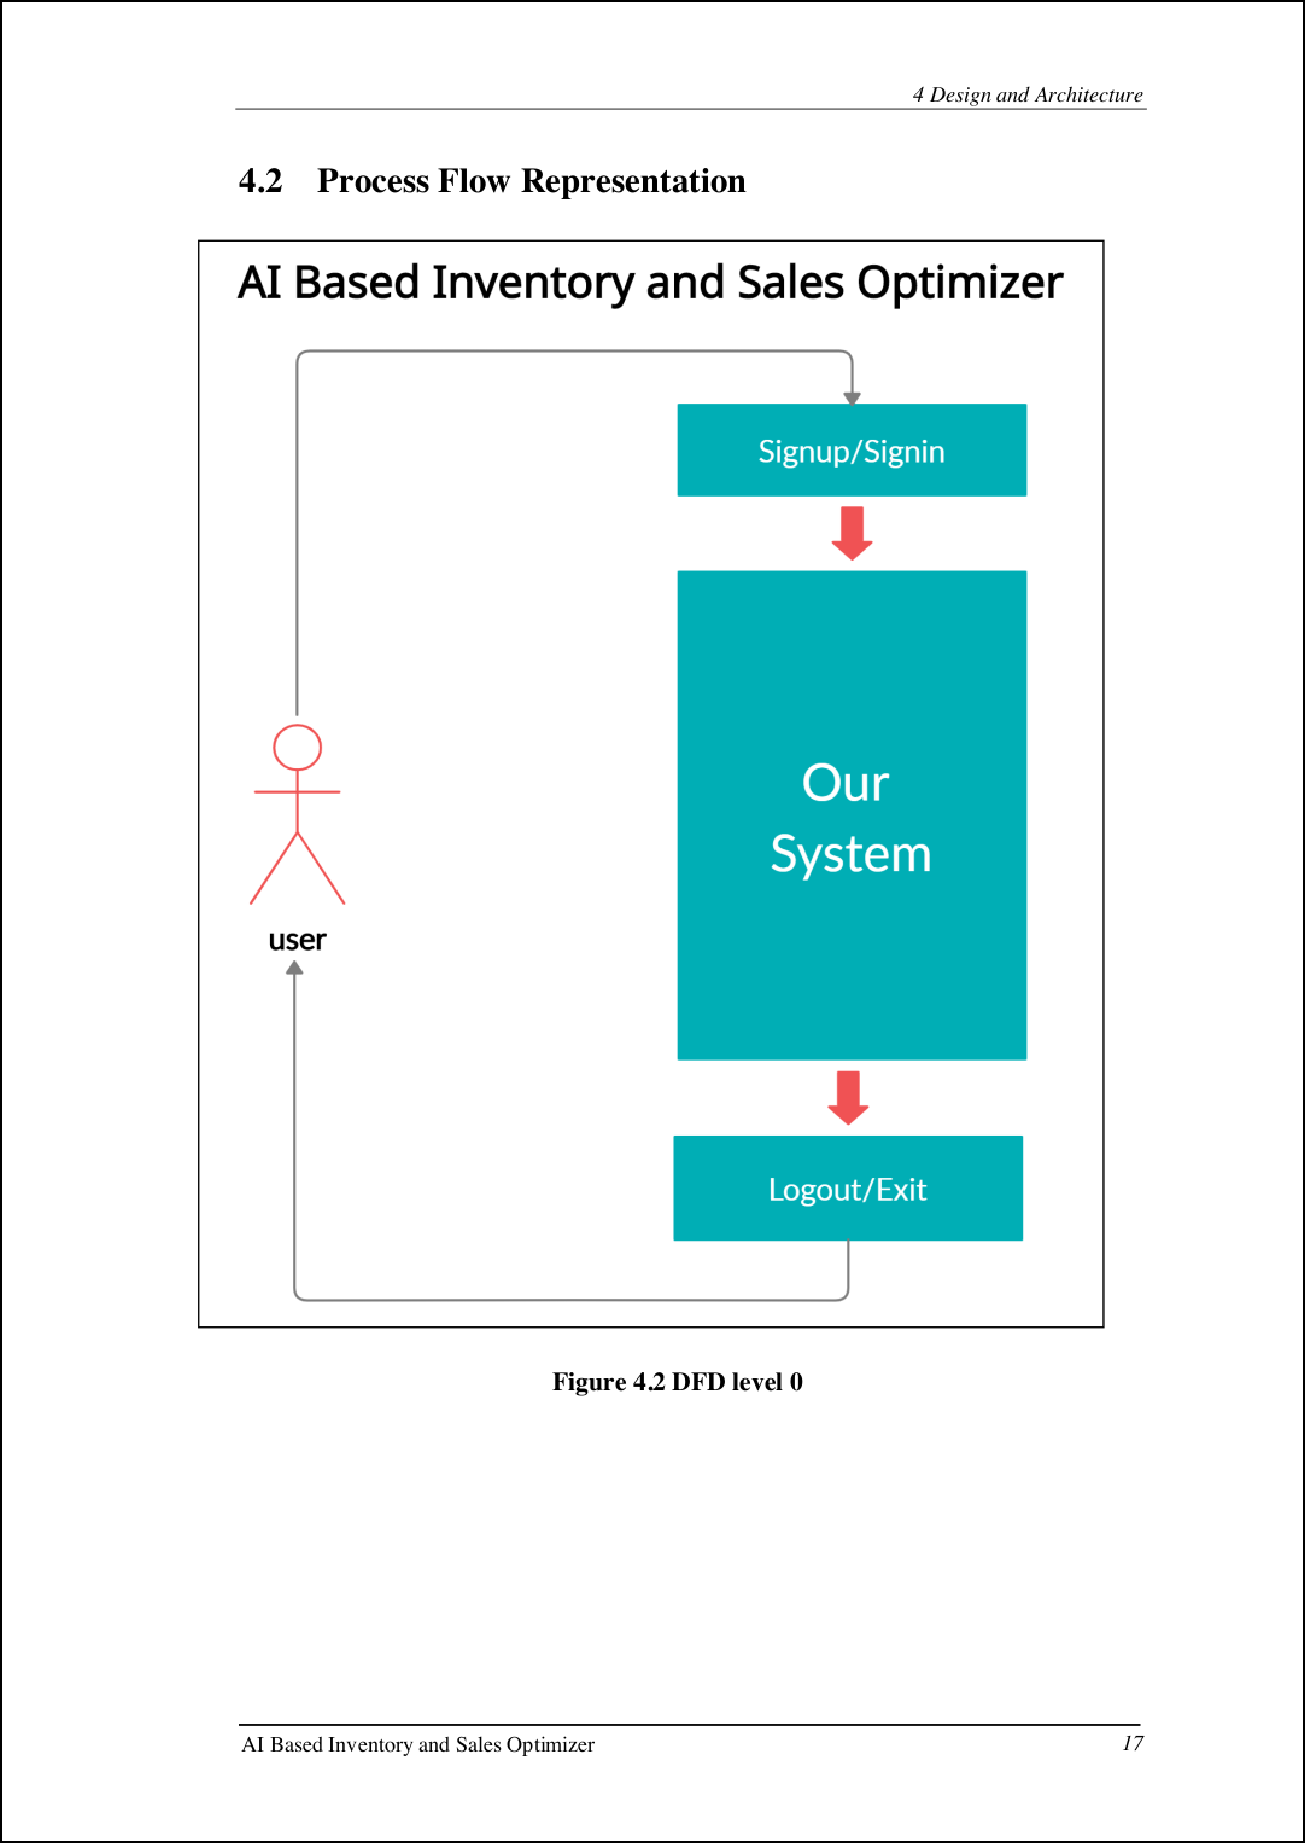 4 Design and Architecture
4.2 Process Flow Representation
AI Based Inventory and Sales Optimizer
Signup/Signin
Our
System
user
Logout/Exit
Figure 4.2 DFD level 0
AI Based Inventory and Sales Optimizer 17